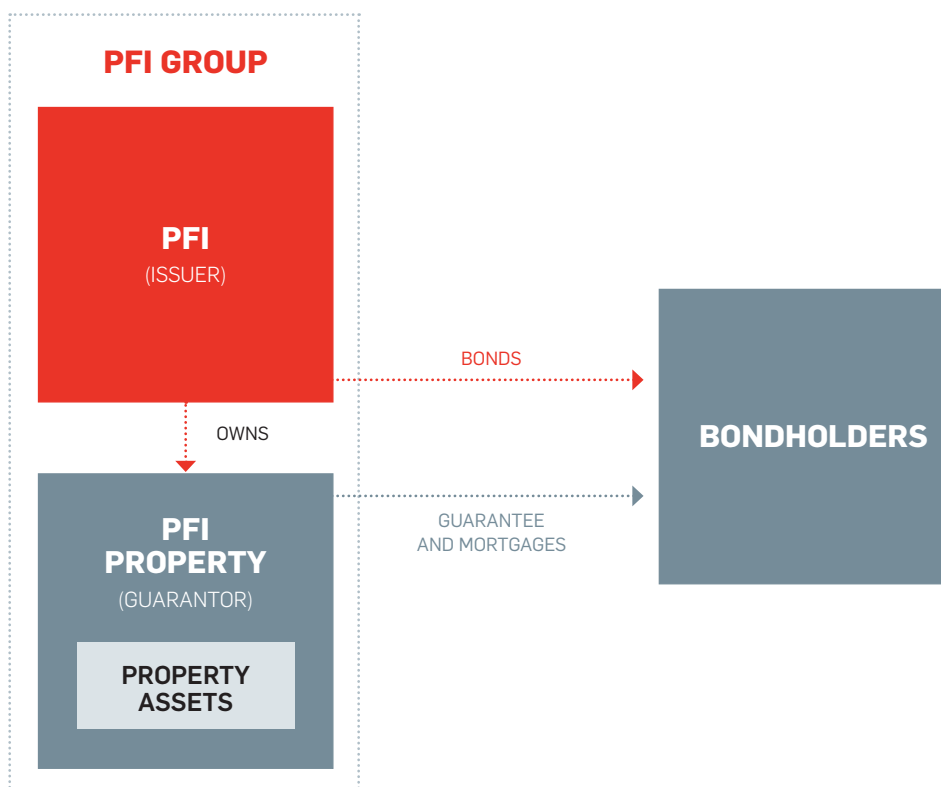 PFI GROUP
PFI
(ISSUER)
BONDS
OWNS
BONDHOLDERS
PFI
PROPERTY
(GUARANTOR)
GUARANTEE
AND MORTGAGES
PROPERTY
ASSETS